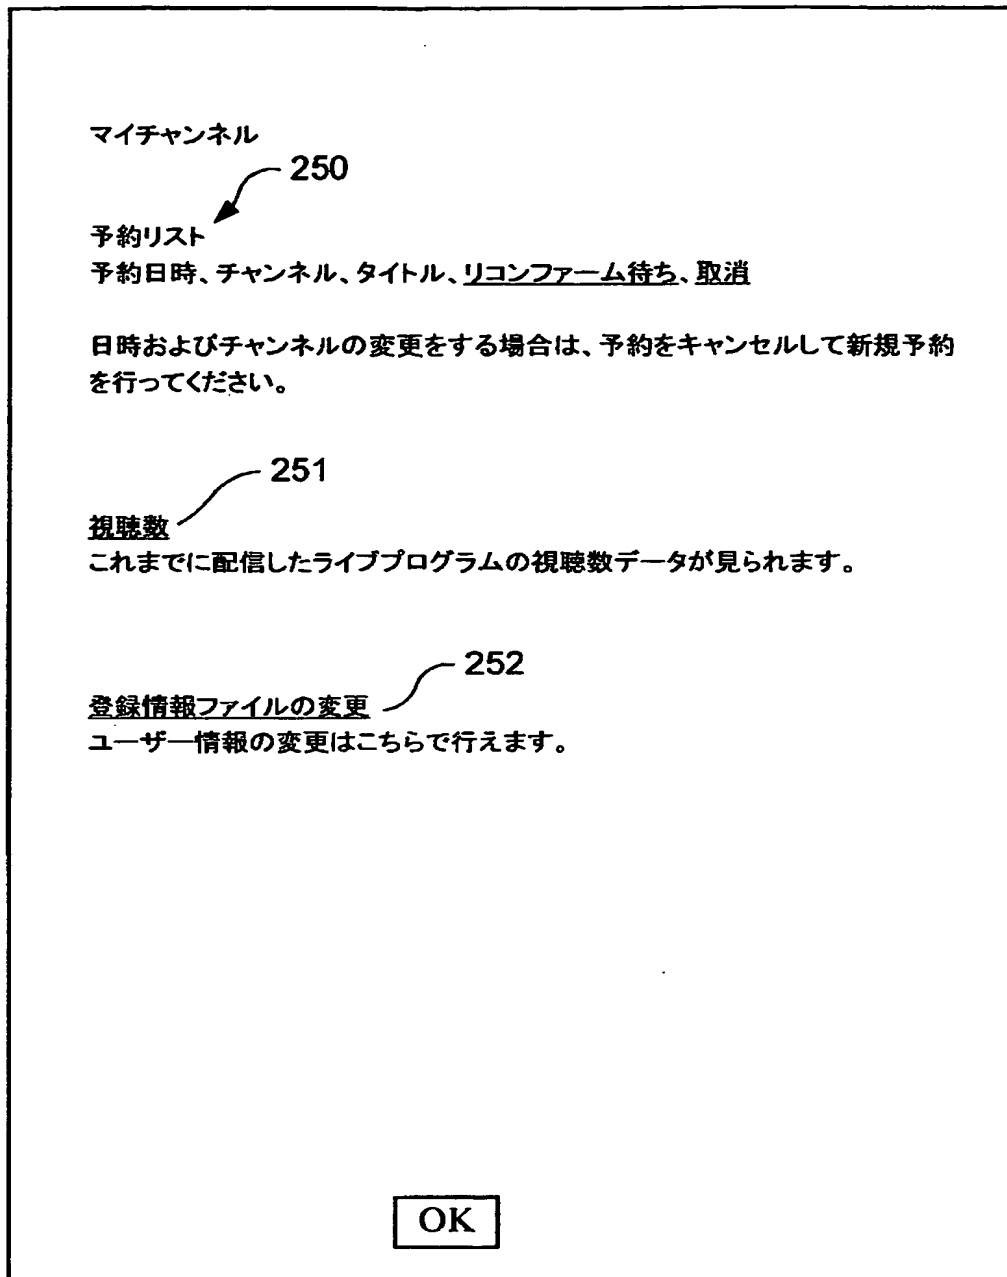 マイチャンネル
250
予約リスト
予約日時、チャンネル、タイトル、リコンファーム待ち、取消
日時およびチャンネルの変更をする場合は、予約をキャンセルして新規予約
を行ってください。
251
視聴数
これまでに配信したライブプログラムの視聴数データが見られます。
252
登録情報ファイルの変更
ユーザー情報の変更はこちらで行えます。
OK